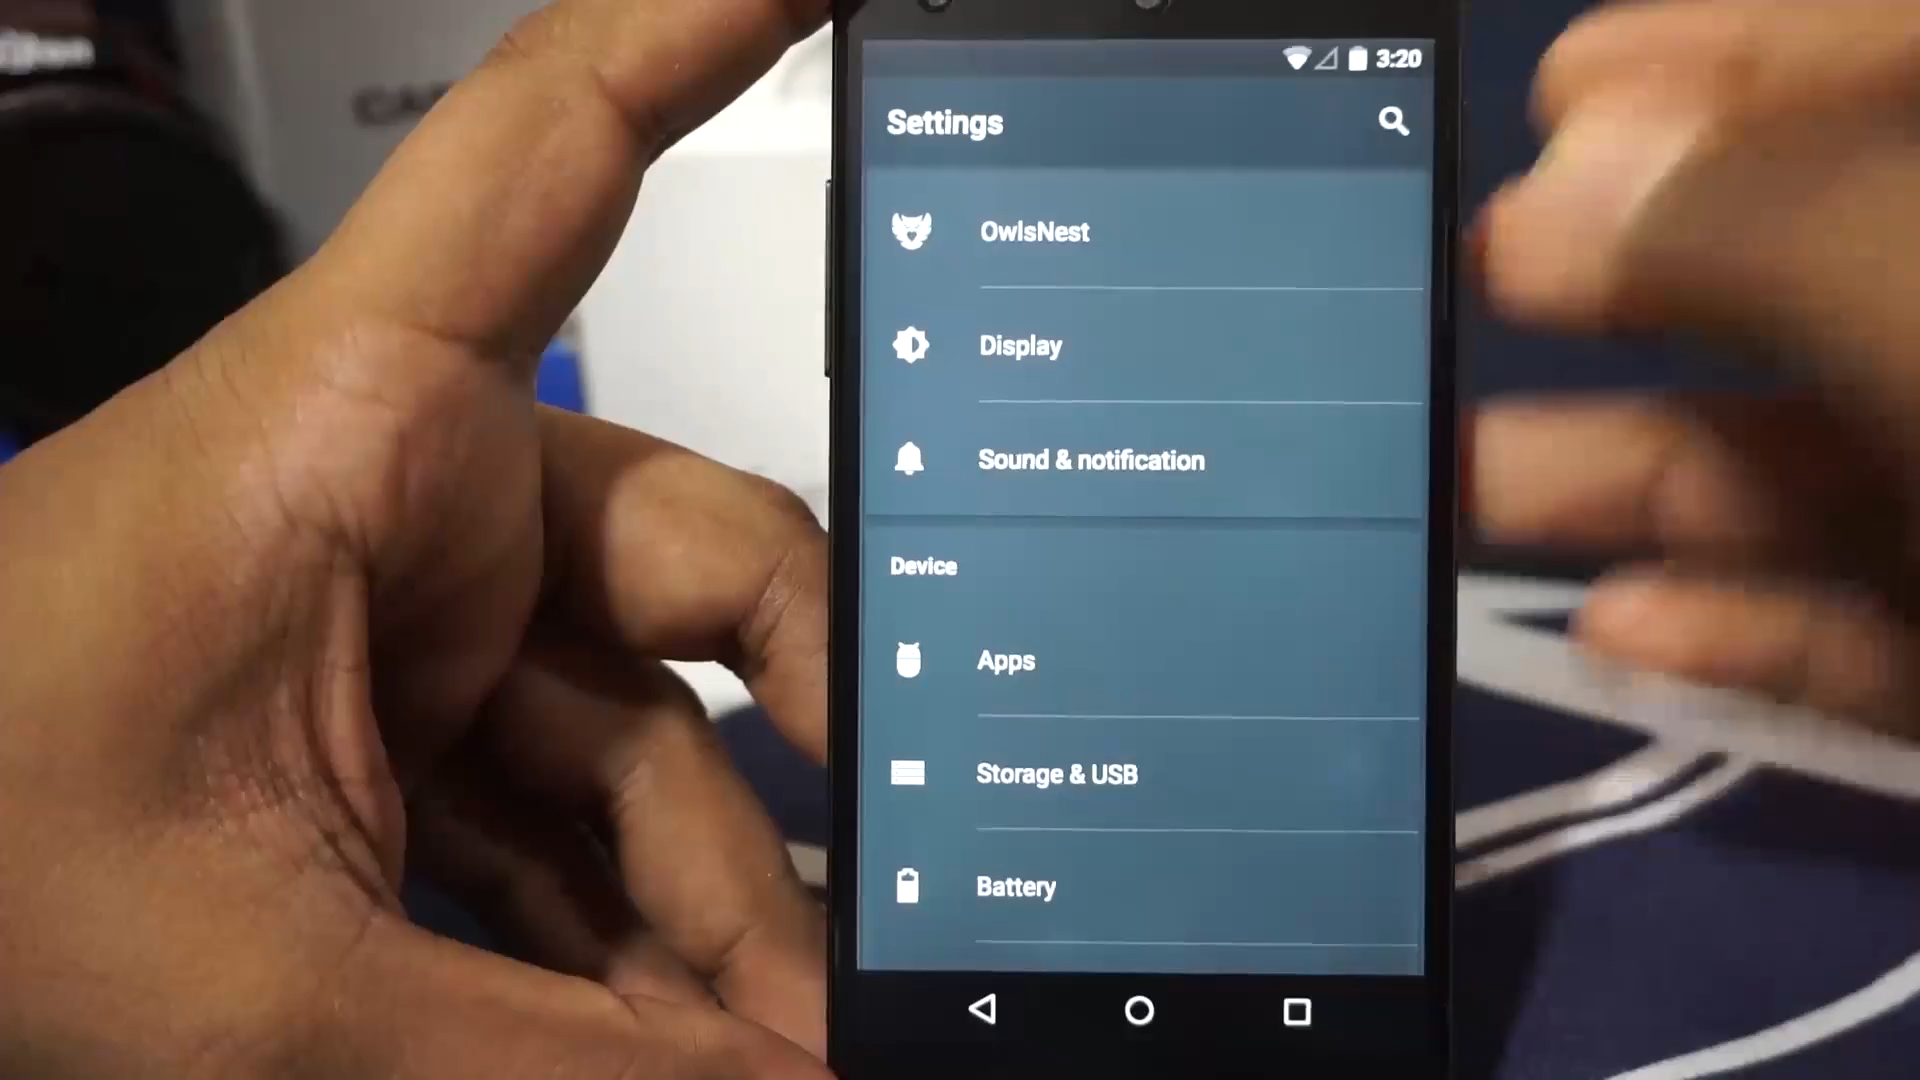 3:20
Settings
OwlsNest
Display
Sound & notification
Device
Apps
Storage & USB
Battery